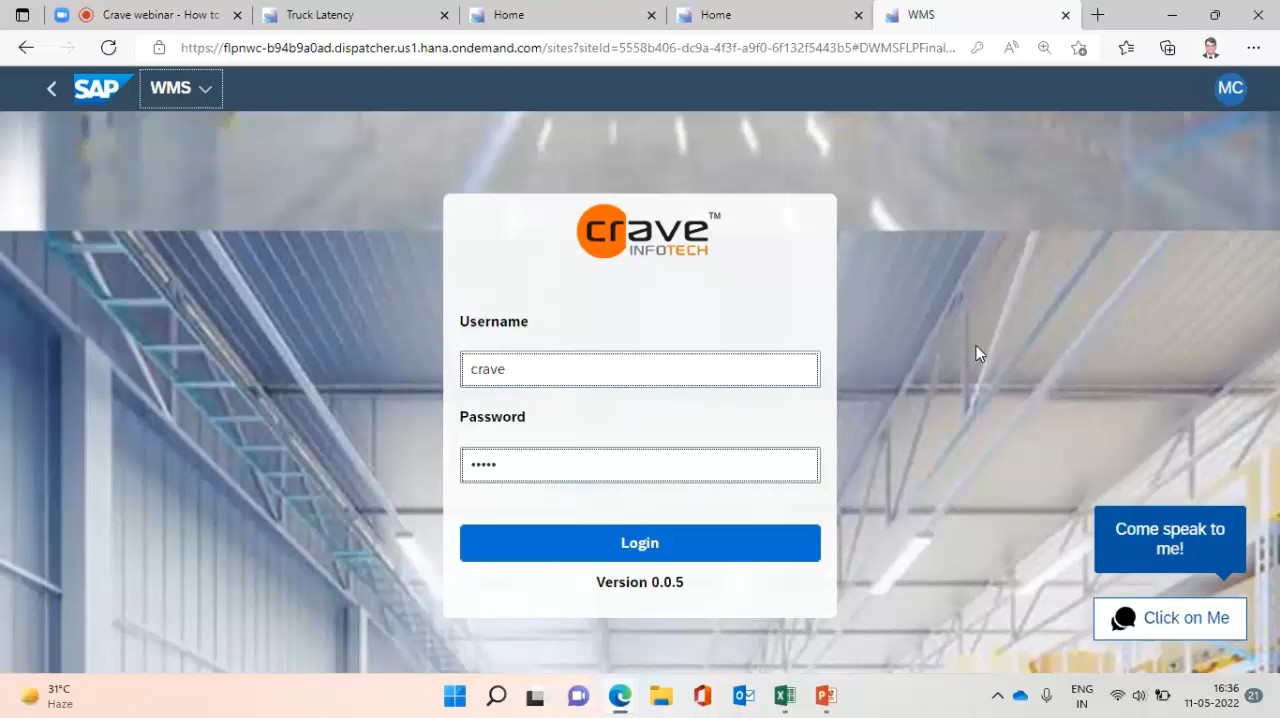 Crave webinar - How tc
Truck Latency
Home
Home
WMS
https://flpnwc-b94b9a0ad.dispatcher.us1.hana.ondemand.com/sites?siteId=5558b406-dc9a-4f3f-a9f0-6f132f5443b5#DWMSFLPFinal...
SAP
WMS
MC
crave TM
INFOTECH
Username
crave
Password
•••••
Login
Version 0.0.5
Come speak to
me!
Click on Me
31°C
Haze
ENG
IN
16:36
11-05-2022
21